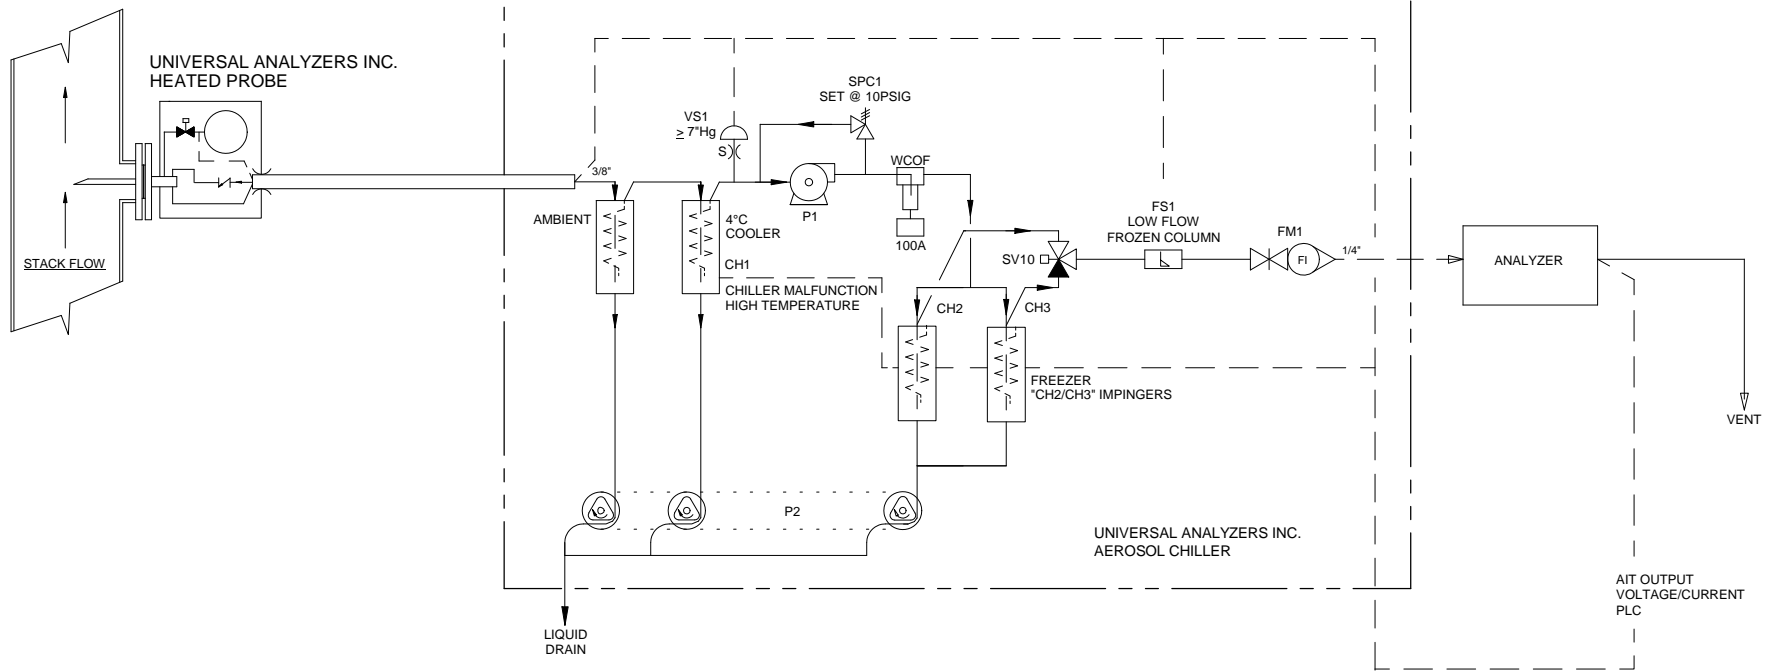 UNIVERSAL ANALYZERS INC.
HEATED PROBE
STACK FLOW
3/8"
VS1
≥ 7"Hg
S
SPC1
SET @ 10PSIG
P1
WCOF
100A
AMBIENT
4°C
COOLER
CH1
CHILLER MALFUNCTION
HIGH TEMPERATURE
SV10
CH2
CH3
FREEZER
"CH2/CH3" IMPINGERS
FS1
LOW FLOW
FROZEN COLUMN
FM1
FI
1/4"
ANALYZER
VENT
P2
UNIVERSAL ANALYZERS INC.
AEROSOL CHILLER
AIT OUTPUT
VOLTAGE/CURRENT
PLC
LIQUID
DRAIN